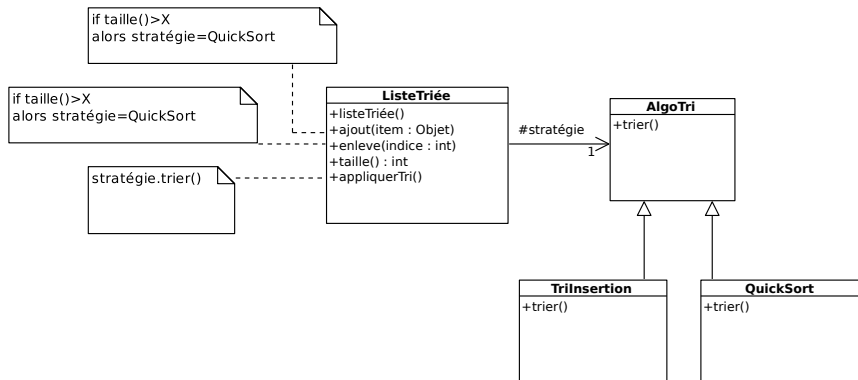 if taille()>X
alors stratégie=QuickSort
if taille()>X
alors stratégie=QuickSort
stratégie.trier()
ListeTriée
+listeTriée()
+ajout(item : Objet)
+enleve(indice : int)
+taille() : int
+appliquerTri()
#stratégie
1
AlgoTri
+trier()
TriInsertion
+trier()
QuickSort
+trier()